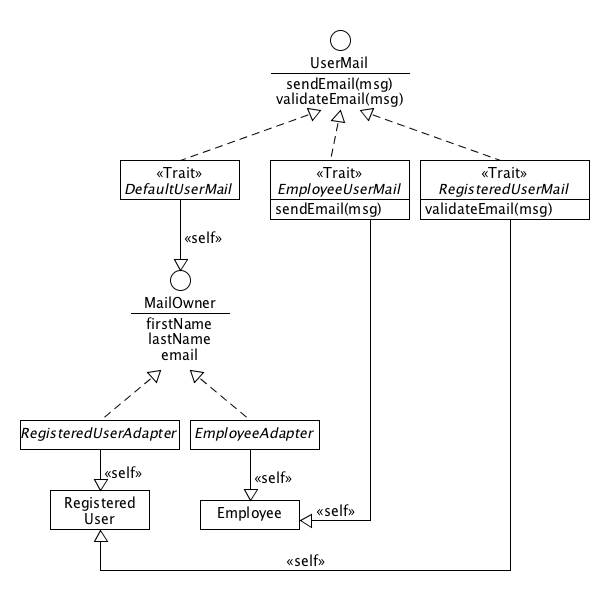 UserMail
sendEmail(msg)
validateEmail(msg)
«Trait»
DefaultUserMail
«Trait»
EmployeeUserMail
sendEmail(msg)
«Trait»
RegisteredUserMail
validateEmail(msg)
«self»
MailOwner
firstName
lastName
email
RegisteredUserAdapter
EmployeeAdapter
«self»
«self»
Registered
User
Employee
«self»
«self»